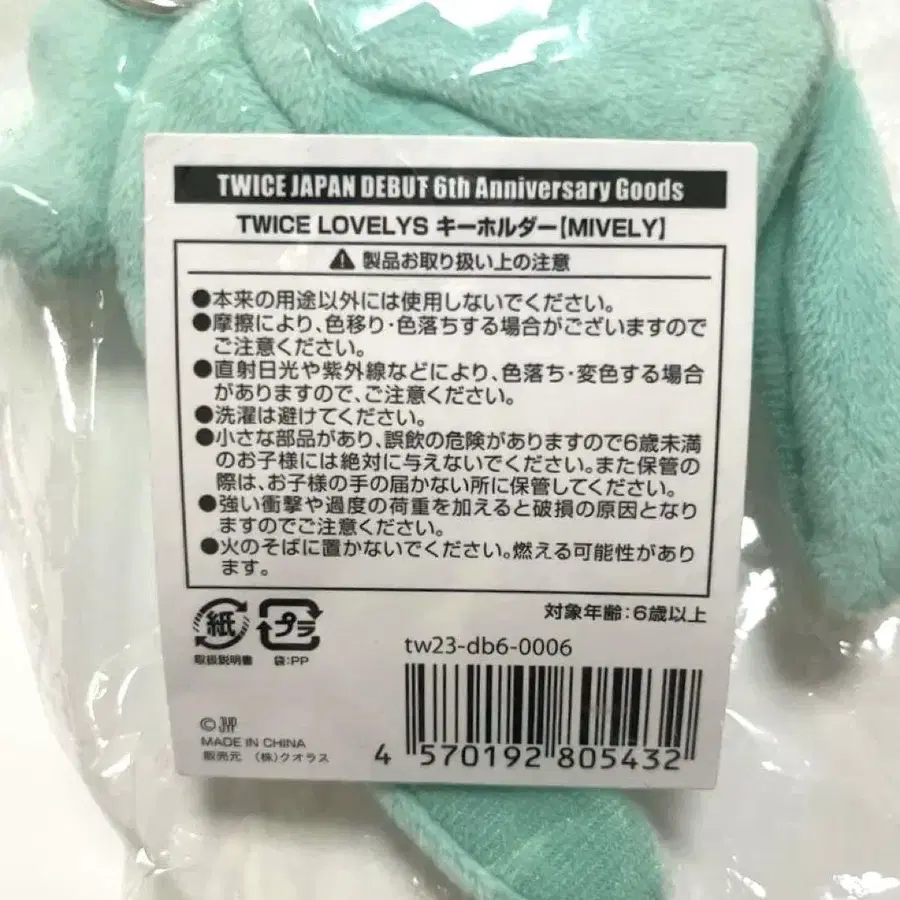 TWICE JAPAN DEBUT 6th Anniversary Goods
TWICE LOVELYS キーホルダー【MIVELY】
⚠ 製品お取り扱い上の注意
●本来の用途以外には使用しないでください。
●摩擦により、色移り・色落ちする場合がございますので
ご注意ください。
●直射日光や紫外線などにより、色落ち・変色する場合
がありますので、ご注意ください。
●洗濯は避けてください。
●小さな部品があり、誤飲の危険がありますので6歳未満
のお子様には絶対に与えないでください。また保管の
際は、お子様の手の届かない所に保管してください。
●強い衝撃や過度の荷重を加えると破損の原因となり
ますのでご注意ください。
●火のそばに置かないでください。燃える可能性があり
ます。
対象年齢:6歳以上
紙 プラ
取扱説明書 袋:PP
tw23-db6-0006
© JYP
MADE IN CHINA
販売元 (株)クオラス
4 570192 805432